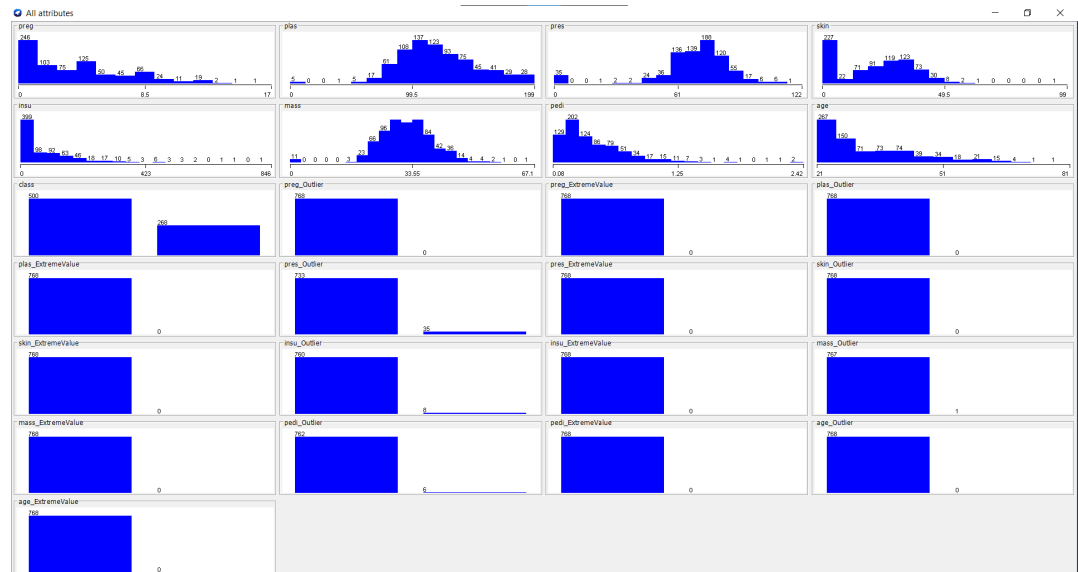 All attributes
preg
246 103 75 125 50 45 66 24 11 19 2 1 1
0 8.5 17
plas
5 0 0 1 5 17 61 108 137 123 93 75 45 41 29 28
0 99.5 199
pres
35 0 0 1 2 2 24 36 136 139 188 120 55 17 6 6 1
0 61 122
skin
227 22 71 91 119 123 73 30 8 2 1 0 0 0 0 1
0 49.5 99
insu
399 98 92 63 46 18 17 10 5 3 6 3 3 2 0 1 1 0 1
0 423 846
mass
11 0 0 0 0 3 23 66 96 84 42 36 14 4 4 2 1 0 1
0 33.55 67.1
pedi
129 202 124 86 79 51 34 17 15 11 7 3 1 4 1 0 1 1 2
0.08 1.25 2.42
age
267 150 71 73 74 39 34 18 21 15 4 1 1
21 51 81
class
500 268
preg_Outlier
768 0
preg_ExtremeValue
768 0
plas_Outlier
768 0
plas_ExtremeValue
768 0
pres_Outlier
733 35
pres_ExtremeValue
768 0
skin_Outlier
768 0
skin_ExtremeValue
768 0
insu_Outlier
760 8
insu_ExtremeValue
768 0
mass_Outlier
767 1
mass_ExtremeValue
768 0
pedi_Outlier
762 6
pedi_ExtremeValue
768 0
age_Outlier
768 0
age_ExtremeValue
768 0